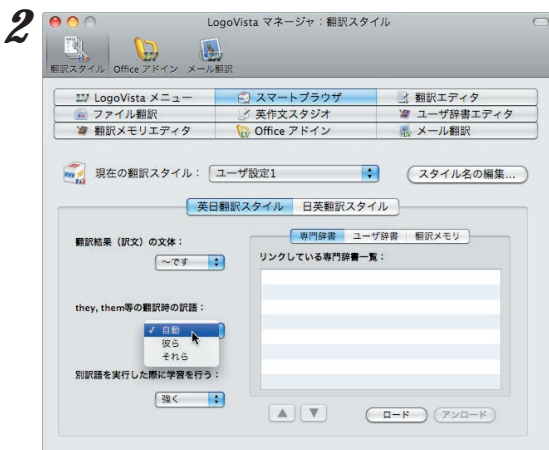 2
LogoVista マネージャ：翻訳スタイル
翻訳スタイル Office アドイン メール翻訳
LogoVista メニュー スマートブラウザ 翻訳エディタ
ファイル翻訳 英作文スタジオ ユーザ辞書エディタ
翻訳メモリエディタ Office アドイン メール翻訳
現在の翻訳スタイル： ユーザ設定1 スタイル名の編集...
英日翻訳スタイル 日英翻訳スタイル
翻訳結果（訳文）の文体：
～です
they, them等の翻訳時の訳語：
✓ 自動
彼ら
それら
別訳語を実行した際に学習を行う：
強く
専門辞書 ユーザ辞書 翻訳メモリ
リンクしている専門辞書一覧：
ロード アンロード